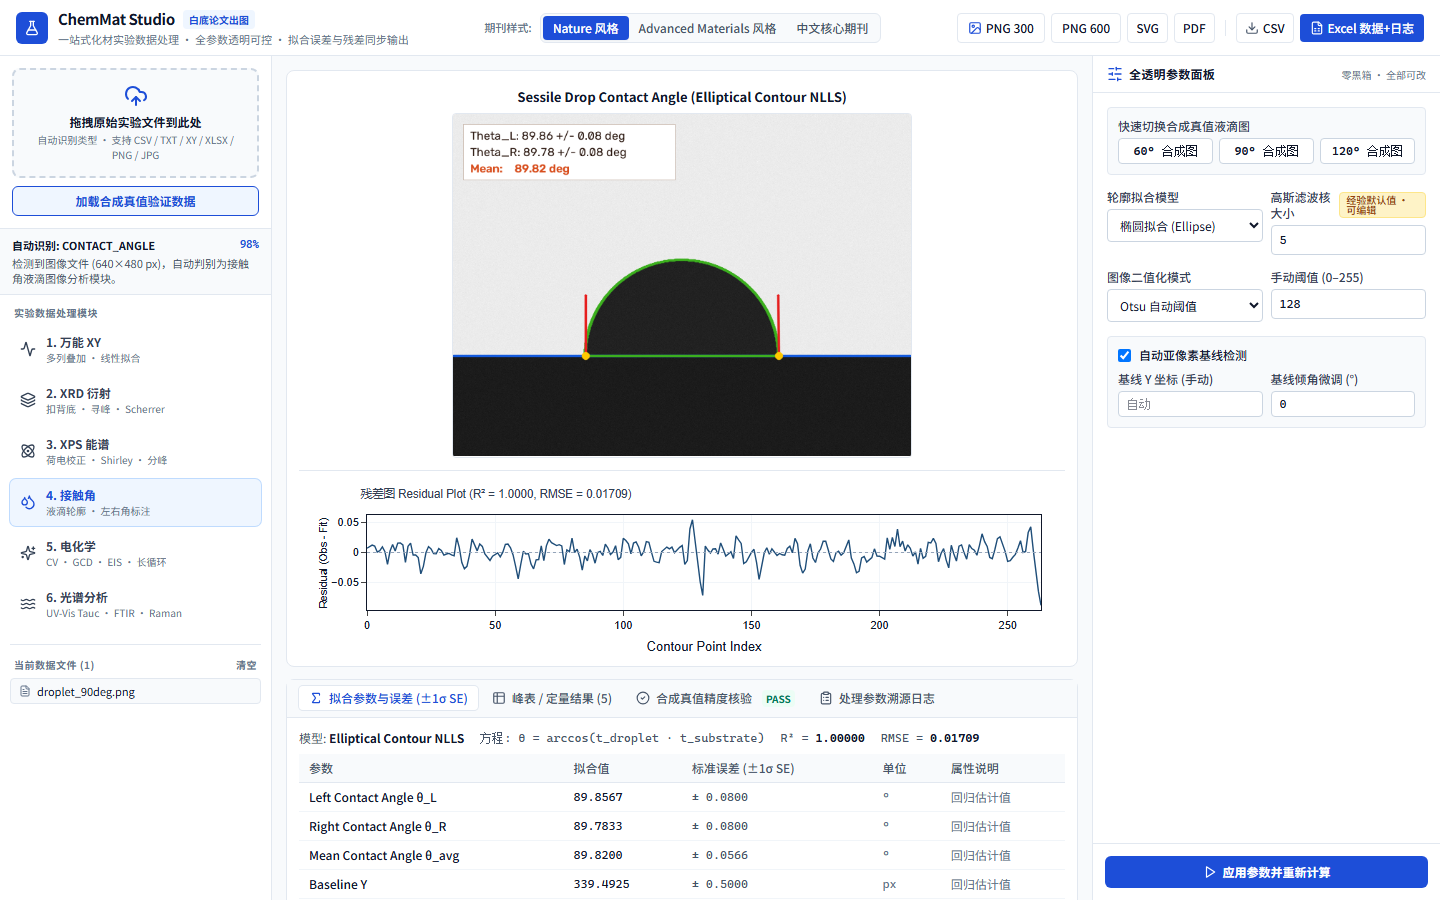 ChemMat Studio 白底论文出图
一站式化材实验数据处理 • 全参数透明可控 • 拟合误差与残差同步输出
期刊样式: Nature 风格 Advanced Materials 风格 中文核心期刊
PNG 300 PNG 600 SVG PDF CSV Excel 数据+日志
拖拽原始实验文件到此处
自动识别类型 • 支持 CSV / TXT / XY / XLSX /
PNG / JPG
加载合成真值验证数据
自动识别: CONTACT_ANGLE 98%
检测到图像文件 (640×480 px)，自动判别为接触
角液滴图像分析模块。
实验数据处理模块
1. 万能 XY
多列叠加 • 线性拟合
2. XRD 衍射
扣背底 • 寻峰 • Scherrer
3. XPS 能谱
荷电校正 • Shirley • 分峰
4. 接触角
液滴轮廓 • 左右角标注
5. 电化学
CV • GCD • EIS • 长循环
6. 光谱分析
UV-Vis Tauc • FTIR • Raman
当前数据文件 (1) 清空
droplet_90deg.png
Sessile Drop Contact Angle (Elliptical Contour NLLS)
Theta_L: 89.86 +/- 0.08 deg
Theta_R: 89.78 +/- 0.08 deg
Mean: 89.82 deg
残差图 Residual Plot (R² = 1.0000, RMSE = 0.01709)
Residual (Obs - Fit)
0.05
0
−0.05
0 50 100 150 200 250
Contour Point Index
拟合参数与误差 (±1σ SE) 峰表 / 定量结果 (5) 合成真值精度核验 PASS 处理参数溯源日志
模型: Elliptical Contour NLLS 方程: θ = arccos(t_droplet · t_substrate) R² = 1.00000 RMSE = 0.01709
参数 拟合值 标准误差 (±1σ SE) 单位 属性说明
Left Contact Angle θ_L 89.8567 ± 0.0800 ° 回归估计值
Right Contact Angle θ_R 89.7833 ± 0.0800 ° 回归估计值
Mean Contact Angle θ_avg 89.8200 ± 0.0566 ° 回归估计值
Baseline Y 339.4925 ± 0.5000 px 回归估计值
全透明参数面板 零黑箱 • 全部可改
快速切换合成真值液滴图
60° 合成图 90° 合成图 120° 合成图
轮廓拟合模型
椭圆拟合 (Ellipse)
高斯滤波核
大小
经验默认值 •
可编辑
5
图像二值化模式 手动阈值 (0–255)
Otsu 自动阈值 128
自动亚像素基线检测
基线 Y 坐标 (手动) 基线倾角微调 (°)
自动 0
应用参数并重新计算